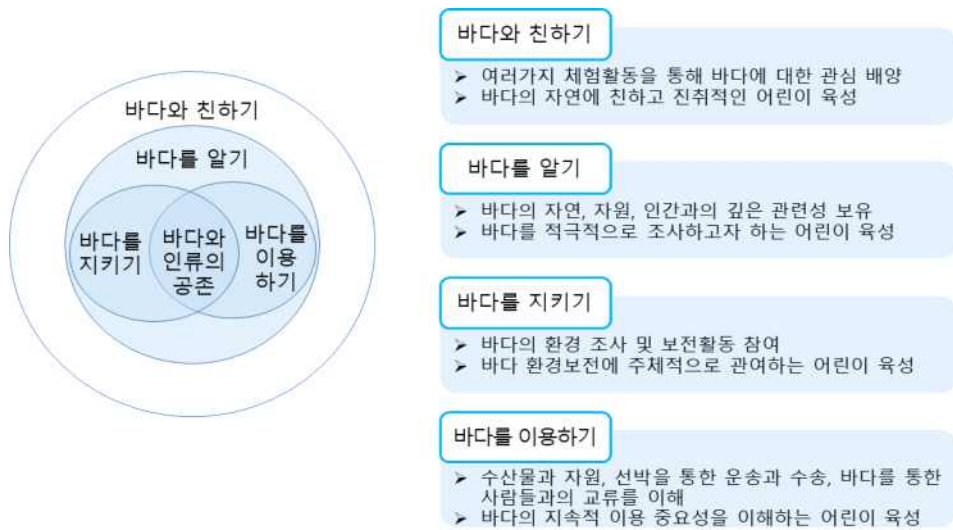 바다와 친하기
바다를 알기
바다를
지키기
바다와
인류의
공존
바다를
이용
하기
바다와 친하기
➢ 여러가지 체험활동을 통해 바다에 대한 관심 배양
➢ 바다의 자연에 친하고 진취적인 어린이 육성
바다를 알기
➢ 바다의 자연, 자원, 인간과의 깊은 관련성 보유
➢ 바다를 적극적으로 조사하고자 하는 어린이 육성
바다를 지키기
➢ 바다의 환경 조사 및 보전활동 참여
➢ 바다 환경보전에 주체적으로 관여하는 어린이 육성
바다를 이용하기
➢ 수산물과 자원, 선박을 통한 운송과 수송, 바다를 통한
사람들과의 교류를 이해
➢ 바다의 지속적 이용 중요성을 이해하는 어린이 육성